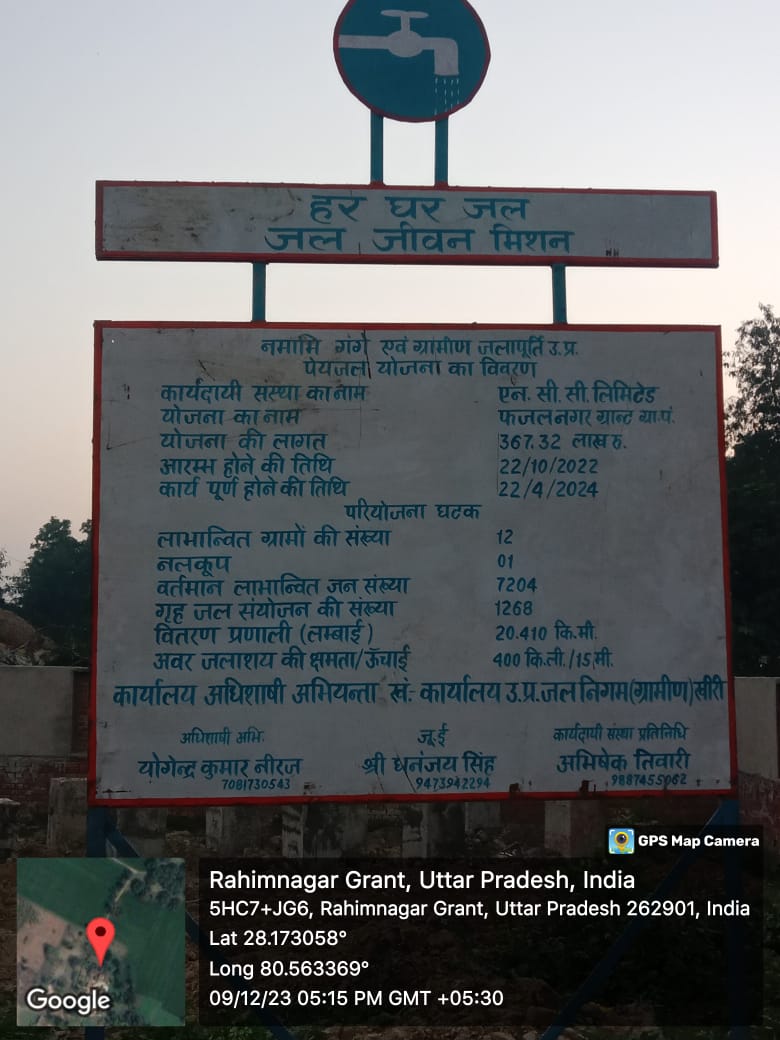 हर घर जल
जल जीवन मिशन
नमामि गंगे एवं ग्रामीण जलापूर्ति उ.प्र.
पेयजल योजना का विवरण
कार्यदायी संस्था का नाम एन. सी. सी. लिमिटेड
योजना का नाम फजलनगर ग्रान्ट ग्रा.पं.
योजना की लागत 367.32 लाख रु.
आरम्भ होने की तिथि 22/10/2022
कार्य पूर्ण होने की तिथि 22/4/2024
परियोजना घटक
लाभान्वित ग्रामों की संख्या 12
नलकूप 01
वर्तमान लाभान्वित जन संख्या 7204
गृह जल संयोजन की संख्या 1268
वितरण प्रणाली (लम्बाई) 20.410 कि.मी.
अवर जलाशय की क्षमता/ऊँचाई 400 कि.ली./15 मी.
कार्यालय अधिशाषी अभियन्ता खं.- कार्यालय उ.प्र.जल निगम(ग्रामीण)खीरी
अधिशाषी अभि. जू.ई कार्यदायी संस्था प्रतिनिधि
योगेन्द्र कुमार नीरज श्री धनंजय सिंह अभिषेक तिवारी
7081730543 9473942294 9887455062
GPS Map Camera
Rahimnagar Grant, Uttar Pradesh, India
5HC7+JG6, Rahimnagar Grant, Uttar Pradesh 262901, India
Lat 28.173058°
Long 80.563369°
09/12/23 05:15 PM GMT +05:30
Google